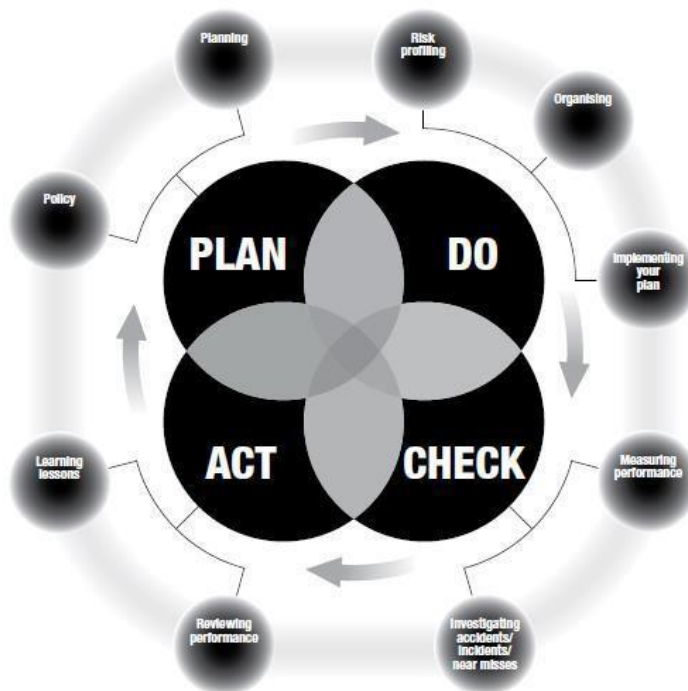 Planning
Risk
profiling
Organising
Policy
PLAN
DO
Implementing
your
plan
Learning
lessons
ACT
CHECK
Measuring
performance
Reviewing
performance
Investigating
accidents/
incidents/
near misses